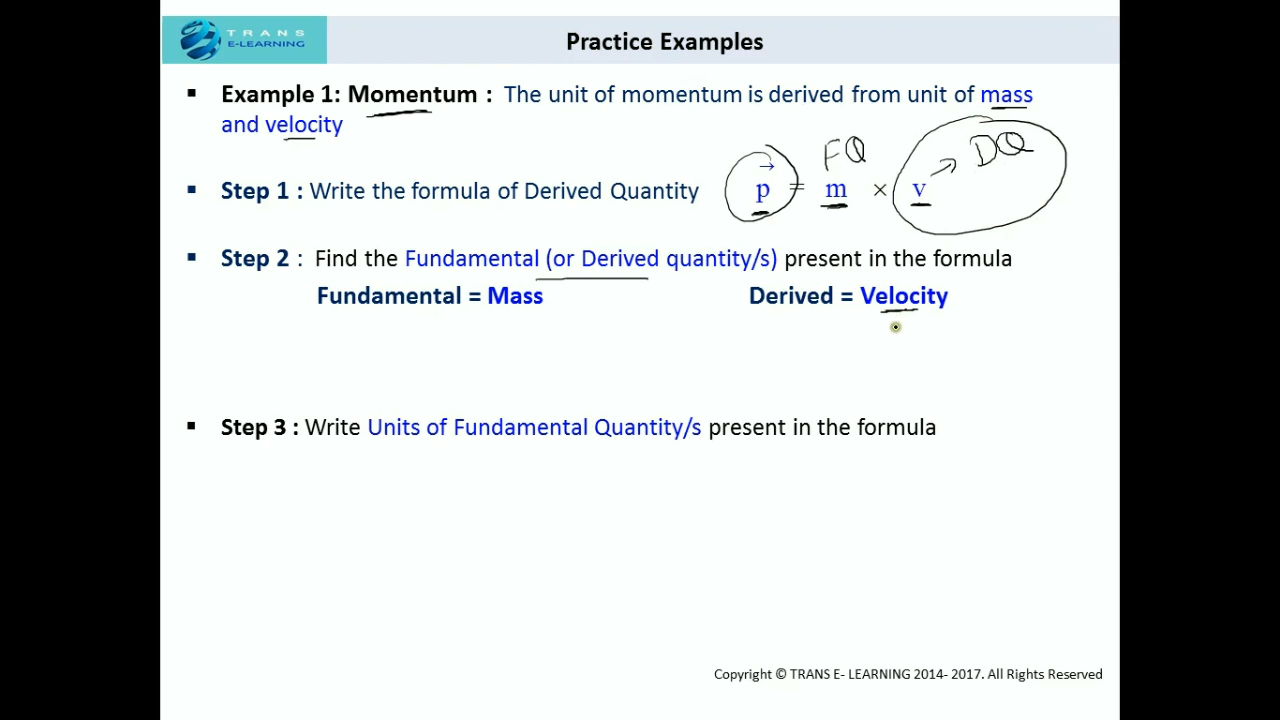 TRANS
E-LEARNING
Practice Examples
▪ Example 1: Momentum : The unit of momentum is derived from unit of mass
and velocity
FQ → DQ
▪ Step 1 : Write the formula of Derived Quantity p⃗ = m × v
▪ Step 2 : Find the Fundamental (or Derived quantity/s) present in the formula
Fundamental = Mass Derived = Velocity
▪ Step 3 : Write Units of Fundamental Quantity/s present in the formula
Copyright © TRANS E- LEARNING 2014- 2017. All Rights Reserved